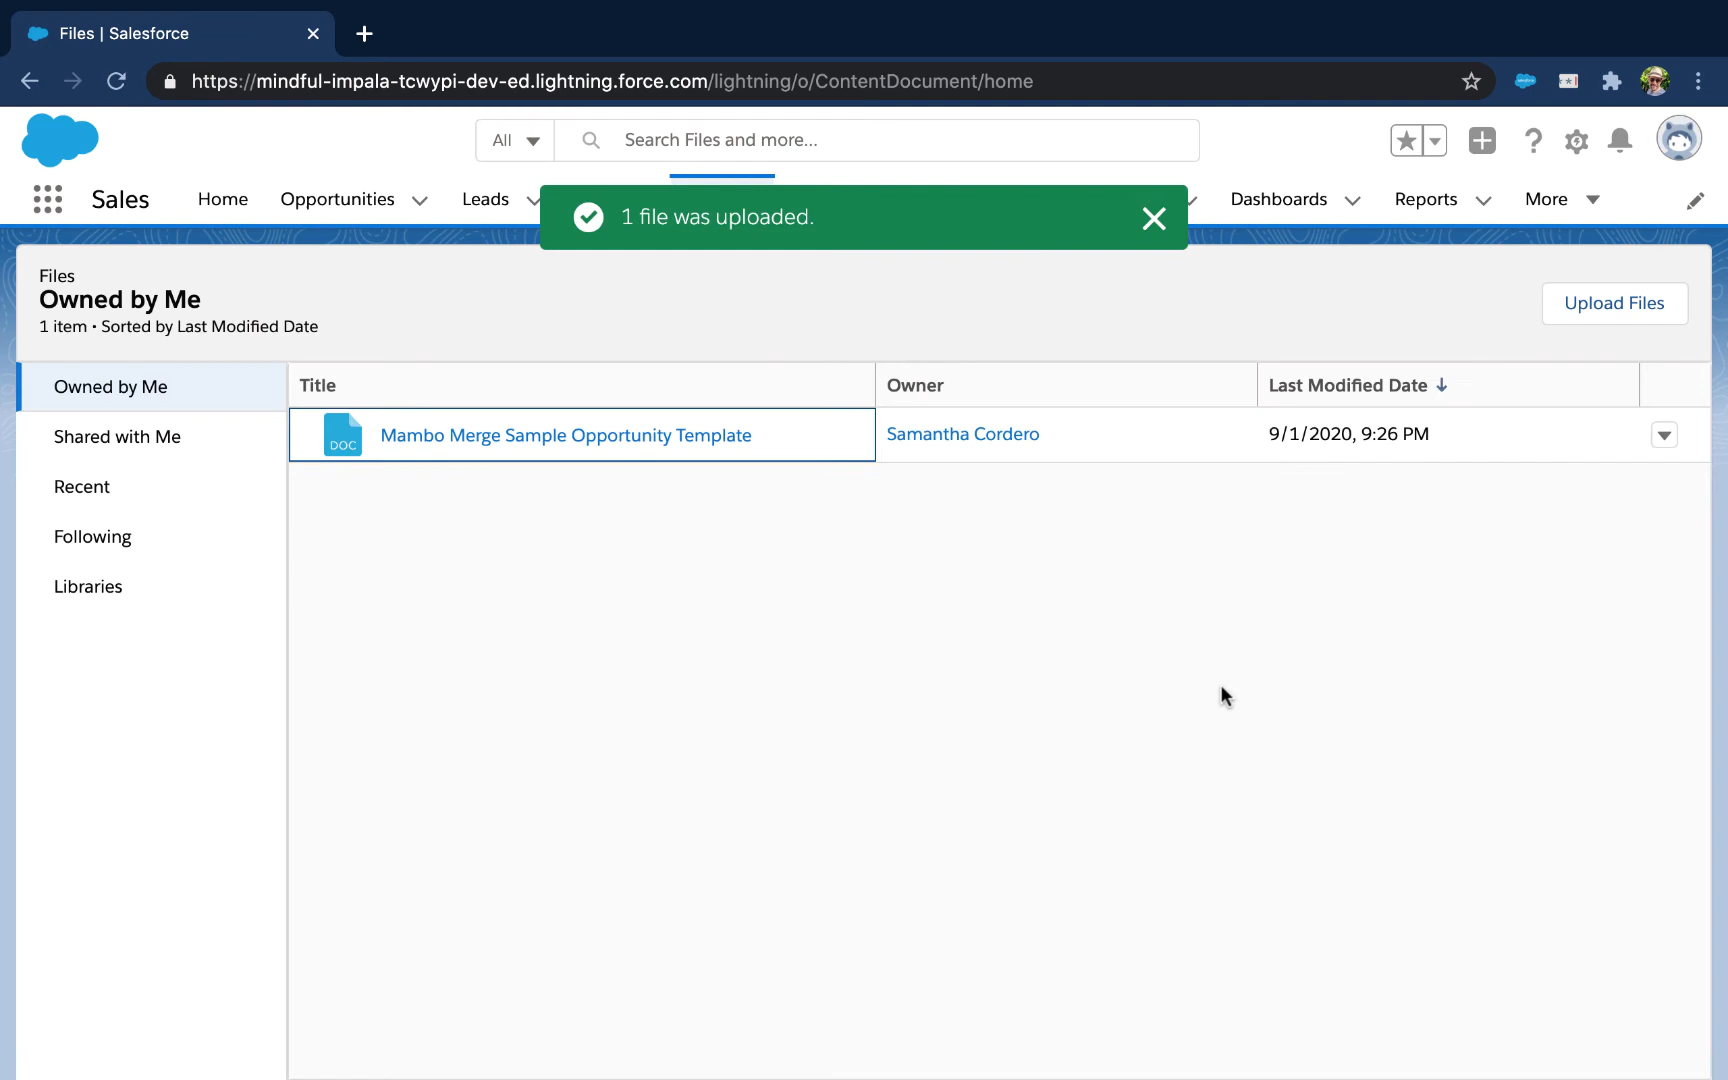 Files | Salesforce
https://mindful-impala-tcwypi-dev-ed.lightning.force.com/lightning/o/ContentDocument/home
All
Search Files and more...
Sales
Home
Opportunities
Leads
1 file was uploaded.
Dashboards
Reports
More
Files
Owned by Me
1 item • Sorted by Last Modified Date
Upload Files
Owned by Me
Shared with Me
Recent
Following
Libraries
Title
Owner
Last Modified Date
DOC
Mambo Merge Sample Opportunity Template
Samantha Cordero
9/1/2020, 9:26 PM